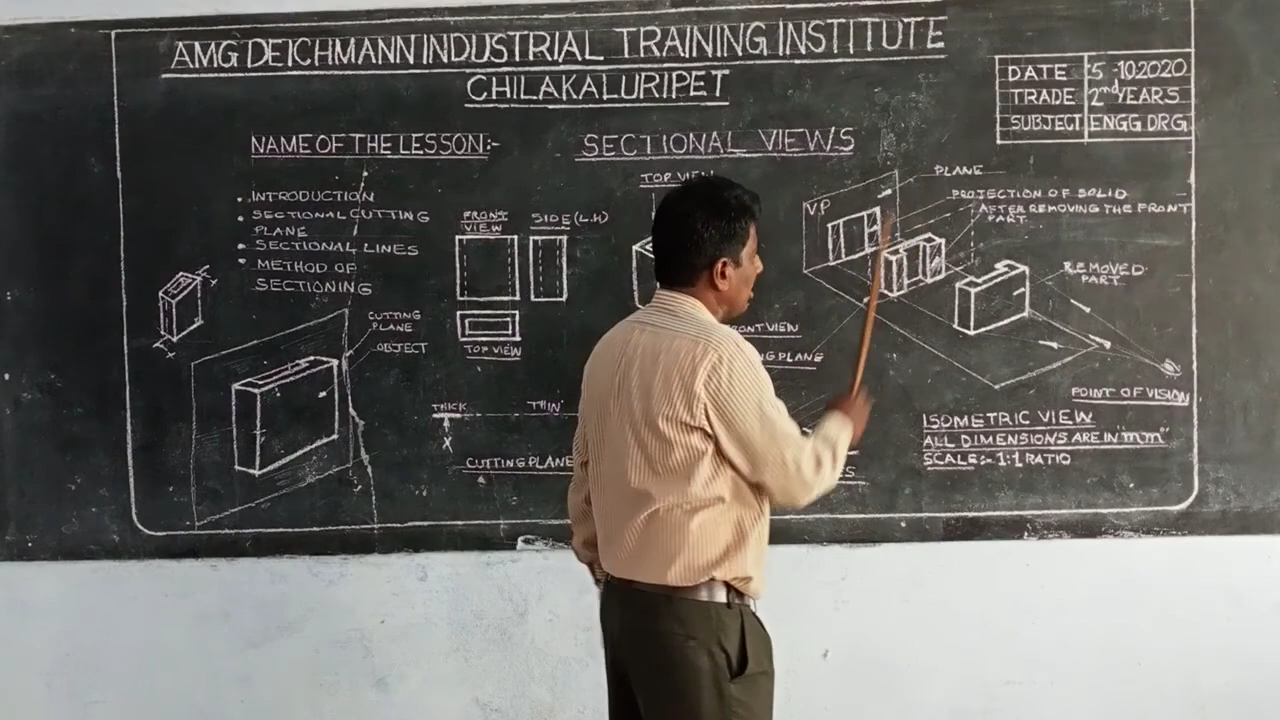 AMG DEICHMANN INDUSTRIAL TRAINING INSTITUTE
CHILAKALURIPET
DATE 5-10.2020
TRADE 2nd YEARS
SUBJECT ENGG DRG
NAME OF THE LESSON:-
SECTIONAL VIEWS
• INTRODUCTION
• SECTIONAL CUTTING
PLANE
• SECTIONAL LINES
• METHOD OF
SECTIONING
CUTTING
PLANE
OBJECT
FRONT
VIEW
SIDE (L.H)
TOP VIEW
TOP VIEW
THICK
THIN
X
CUTTING PLANE
PLANE
V.P
PROJECTION OF SOLID
AFTER REMOVING THE FRONT
PART
REMOVED
PART
POINT OF VISION
ISOMETRIC VIEW
ALL DIMENSIONS ARE IN "mm"
SCALE:- 1:1 RATIO